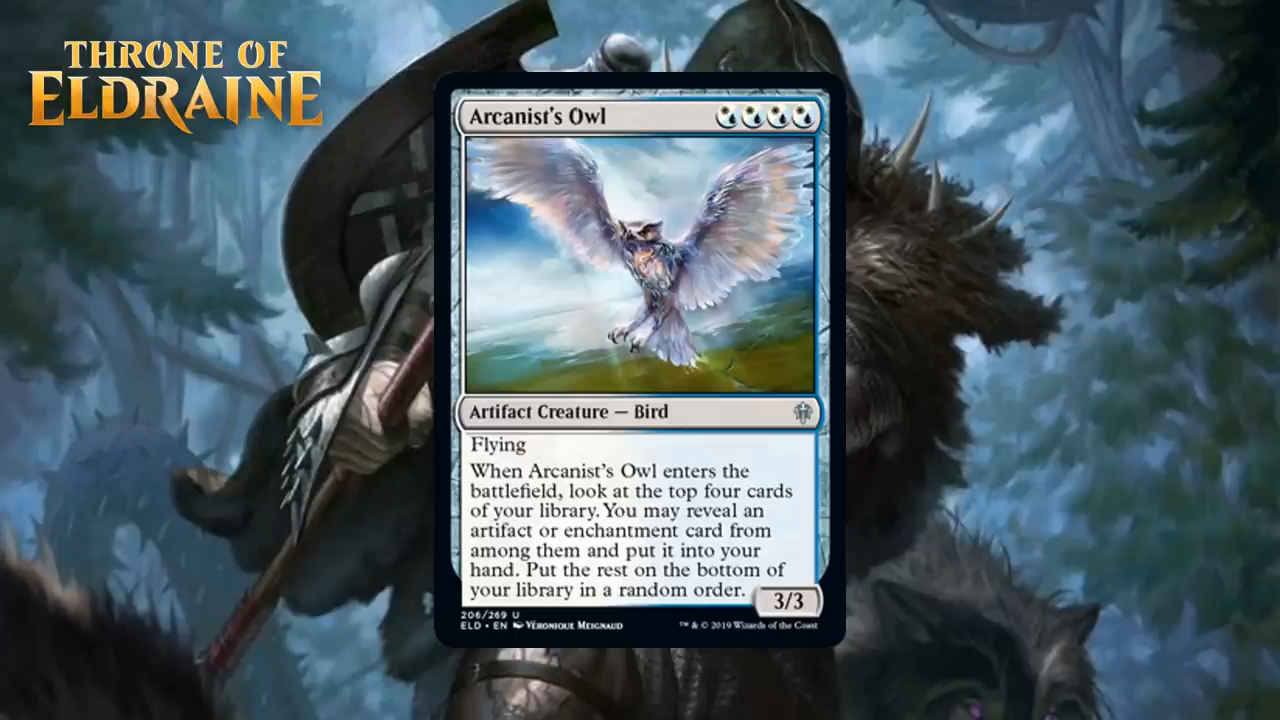 THRONE OF
ELDRAINE
Arcanist's Owl
Artifact Creature — Bird
Flying
When Arcanist's Owl enters the
battlefield, look at the top four cards
of your library. You may reveal an
artifact or enchantment card from
among them and put it into your
hand. Put the rest on the bottom of
your library in a random order.
3/3
206/269 U
ELD • EN Véronique Meignaud
™ & © 2019 Wizards of the Coast